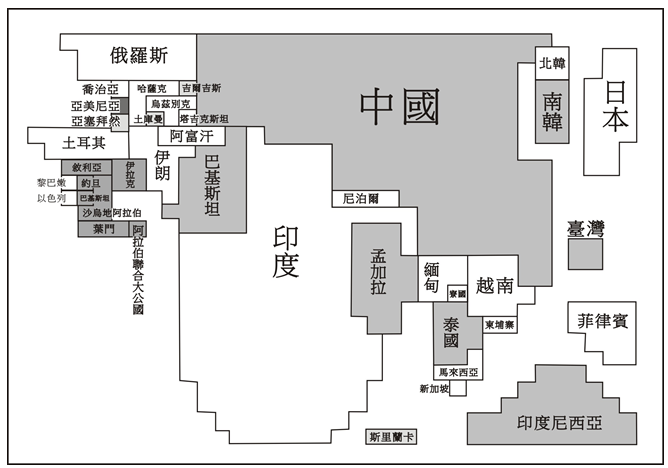 俄羅斯
中國
北韓
日本
喬治亞
哈薩克
吉爾吉斯
亞美尼亞
烏茲別克
南韓
亞塞拜然
土庫曼
塔吉克斯坦
土耳其
阿富汗
伊朗
巴基斯坦
敘利亞
伊拉克
黎巴嫩
約旦
以色列
巴基斯坦
尼泊爾
沙烏地阿拉伯
葉門
阿拉伯聯合大公國
印度
臺灣
孟加拉
緬甸
越南
寮國
泰國
柬埔寨
菲律賓
馬來西亞
新加坡
印度尼西亞
斯里蘭卡